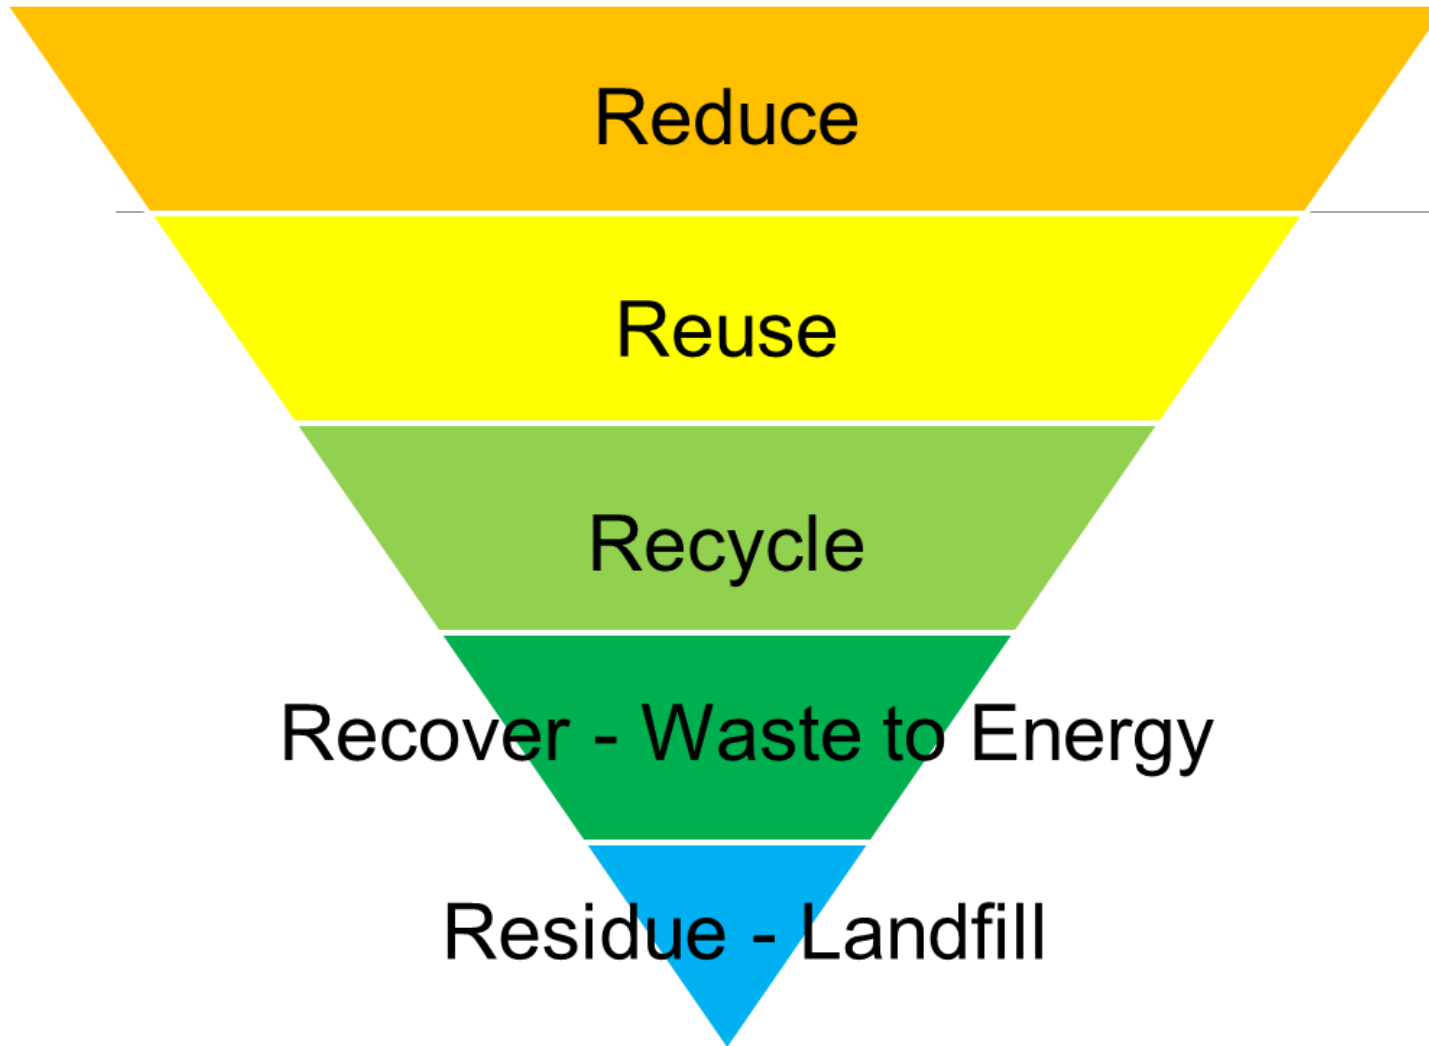 Reduce
Reuse
Recycle
Recover - Waste to Energy
Residue - Landfill